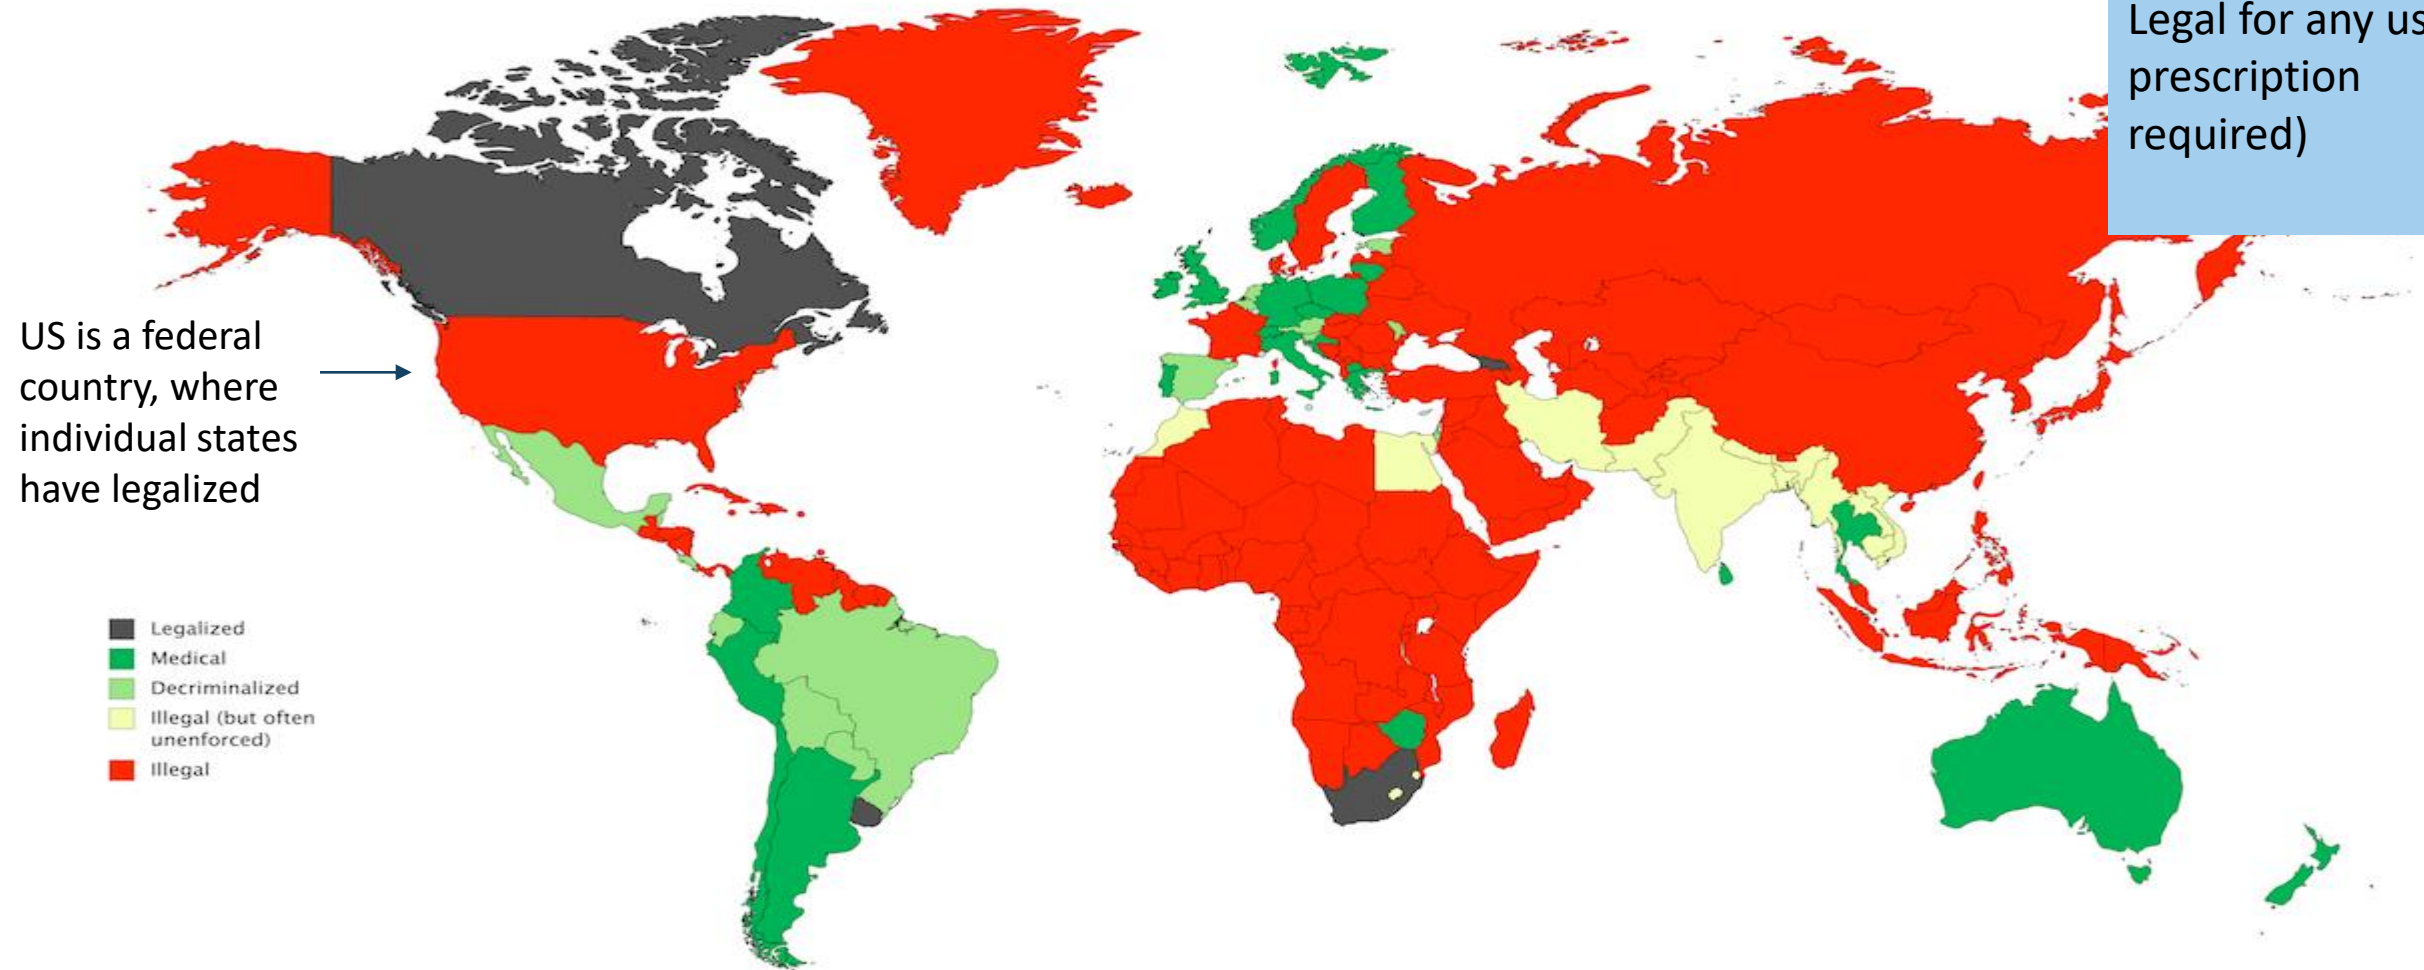 Legal for any us
prescription
required)
US is a federal
country, where
individual states
have legalized
Legalized
Medical
Decriminalized
Illegal (but often
unenforced)
Illegal